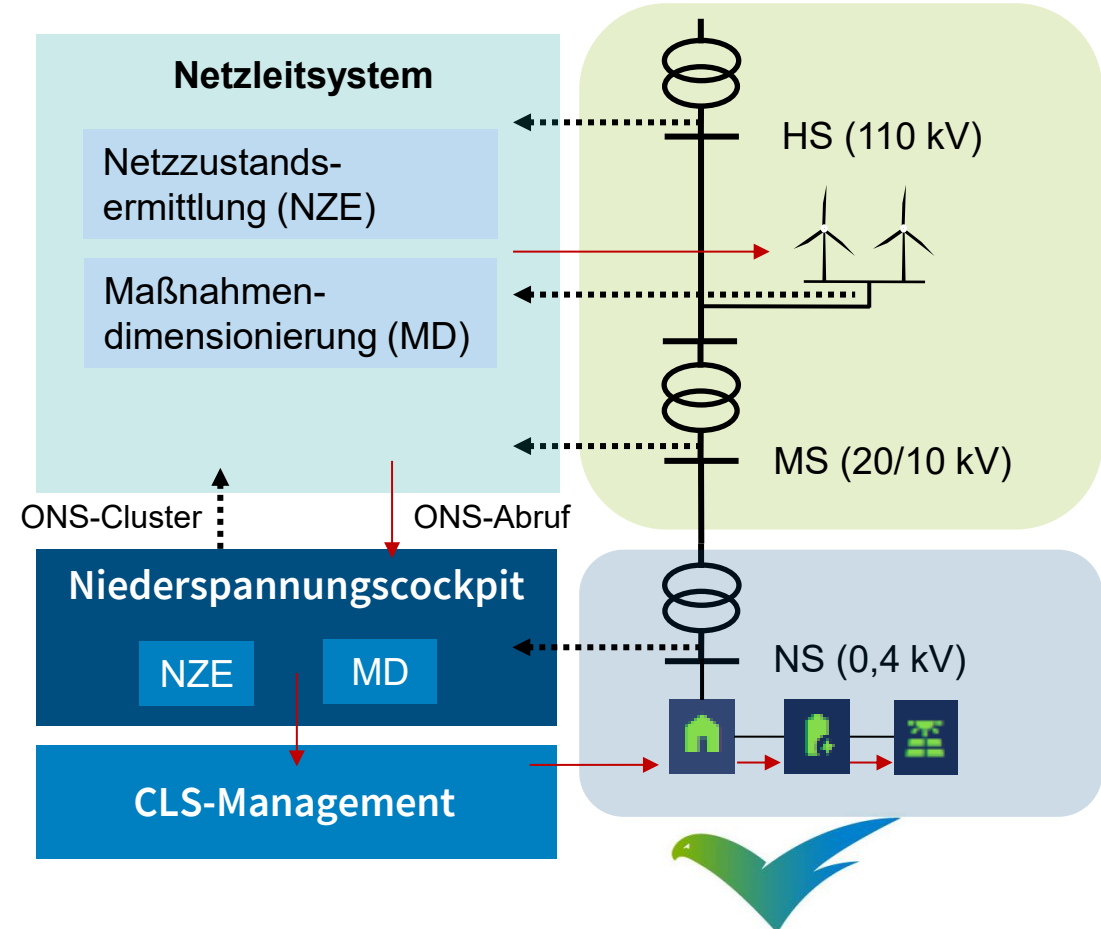 Netzleitsystem
Netzzustands-
ermittlung (NZE)
Maßnahmen-
dimensionierung (MD)
HS (110 kV)
MS (20/10 kV)
ONS-Cluster
ONS-Abruf
Niederspannungscockpit
NZE
MD
NS (0,4 kV)
CLS-Management